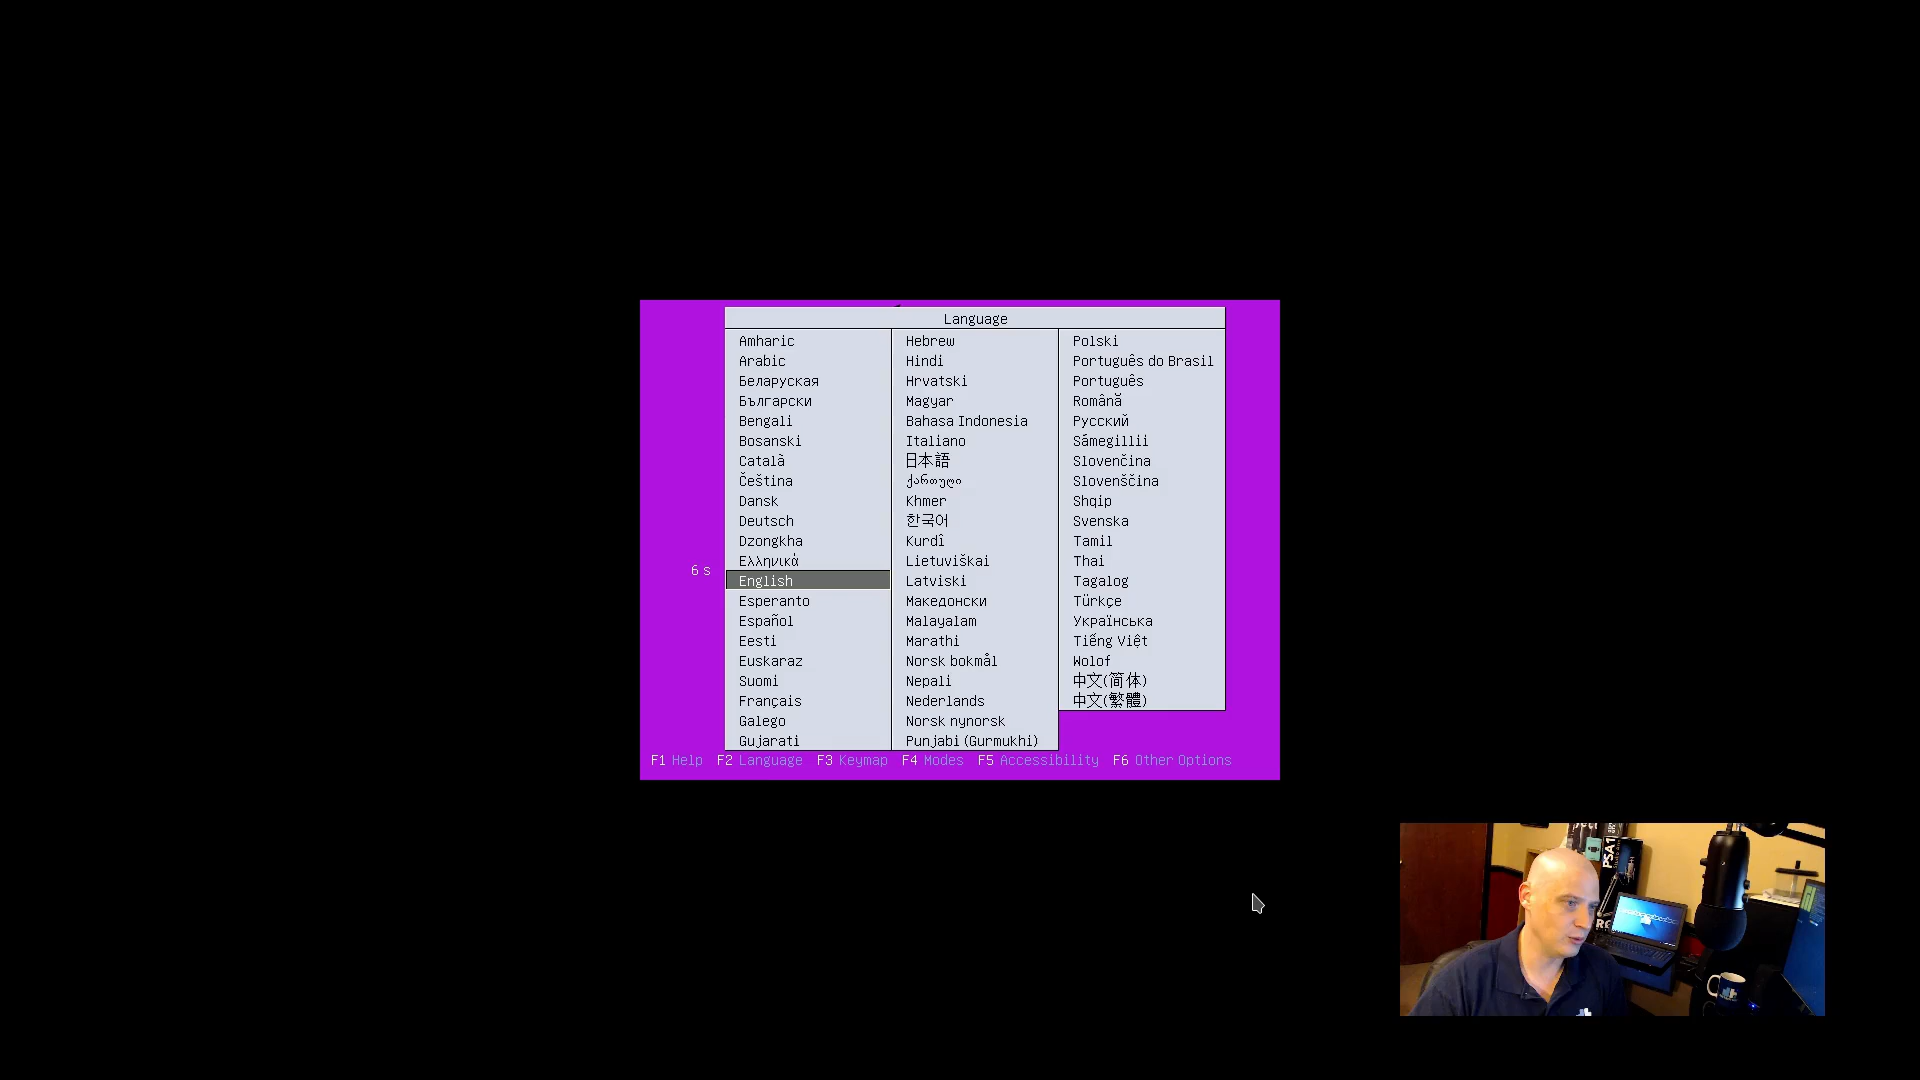 Language
Amharic
Arabic
Беларуская
Български
Bengali
Bosanski
Català
Čeština
Dansk
Deutsch
Dzongkha
Ελληνικά
English
Esperanto
Español
Eesti
Euskaraz
Suomi
Français
Galego
Gujarati
Hebrew
Hindi
Hrvatski
Magyar
Bahasa Indonesia
Italiano
日本語
ქართული
Khmer
한국어
Kurdî
Lietuviškai
Latviski
Македонски
Malayalam
Marathi
Norsk bokmål
Nepali
Nederlands
Norsk nynorsk
Punjabi (Gurmukhi)
Polski
Português do Brasil
Português
Română
Русский
Sámegillii
Slovenčina
Slovenščina
Shqip
Svenska
Tamil
Thai
Tagalog
Türkçe
Українська
Tiếng Việt
Wolof
中文(简体)
中文(繁體)
6 s
F1 Help F2 Language F3 Keymap F4 Modes F5 Accessibility F6 Other Options
PSA1